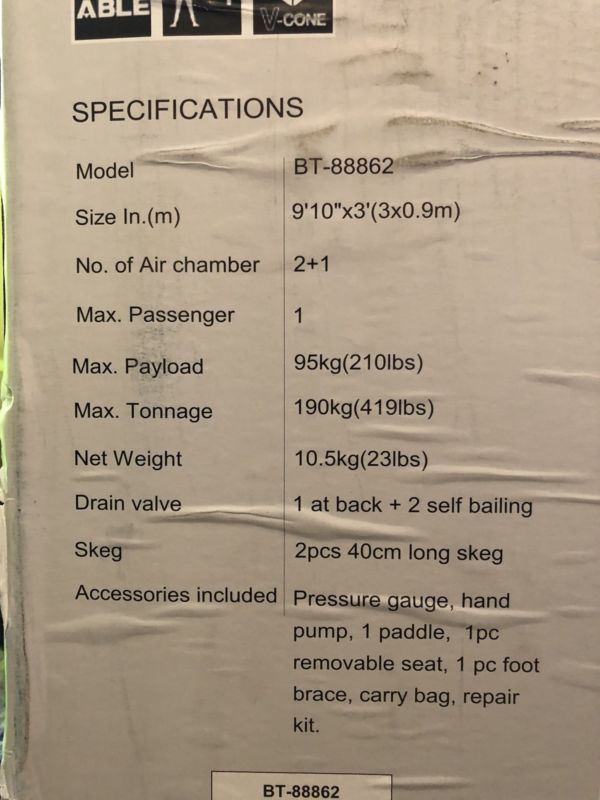 ABLE
V-CONE
SPECIFICATIONS
Model BT-88862
Size In.(m) 9'10"x3'(3x0.9m)
No. of Air chamber 2+1
Max. Passenger 1
Max. Payload 95kg(210lbs)
Max. Tonnage 190kg(419lbs)
Net Weight 10.5kg(23lbs)
Drain valve 1 at back + 2 self bailing
Skeg 2pcs 40cm long skeg
Accessories included Pressure gauge, hand
pump, 1 paddle, 1pc
removable seat, 1 pc foot
brace, carry bag, repair
kit.
BT-88862